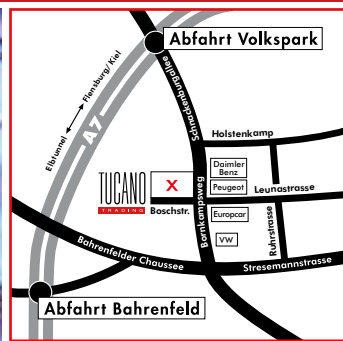 Abfahrt Volkspark
Elbtunnel ⟷ Flensburg/Kiel
A7
Schnackenburgallee
Holstenkamp
Daimler
Benz
TUCANO
TRADING
X
Peugeot
Leunastrasse
Boschstr.
Bornkampsweg
Europcar
Ruhrstrasse
VW
Bahrenfelder Chaussee
Stresemannstrasse
Abfahrt Bahrenfeld